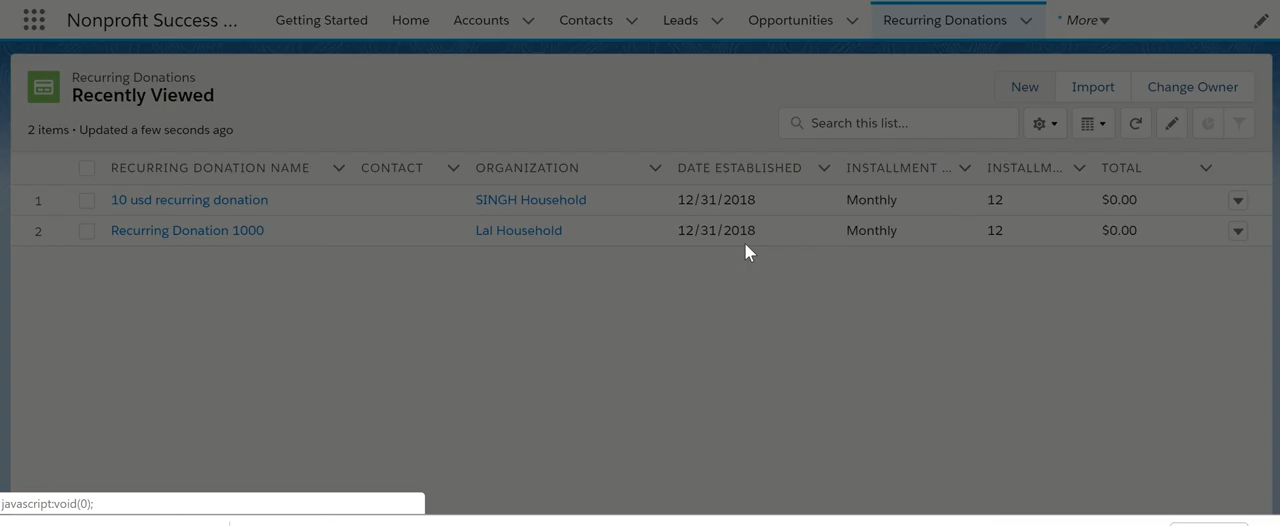 Nonprofit Success ... Getting Started Home Accounts Contacts Leads Opportunities Recurring Donations * More
Recurring Donations
Recently Viewed
New Import Change Owner
2 items • Updated a few seconds ago
Search this list...
RECURRING DONATION NAME CONTACT ORGANIZATION DATE ESTABLISHED INSTALLMENT ... INSTALLM... TOTAL
1 10 usd recurring donation SINGH Household 12/31/2018 Monthly 12 $0.00
2 Recurring Donation 1000 Lal Household 12/31/2018 Monthly 12 $0.00
javascript:void(0);